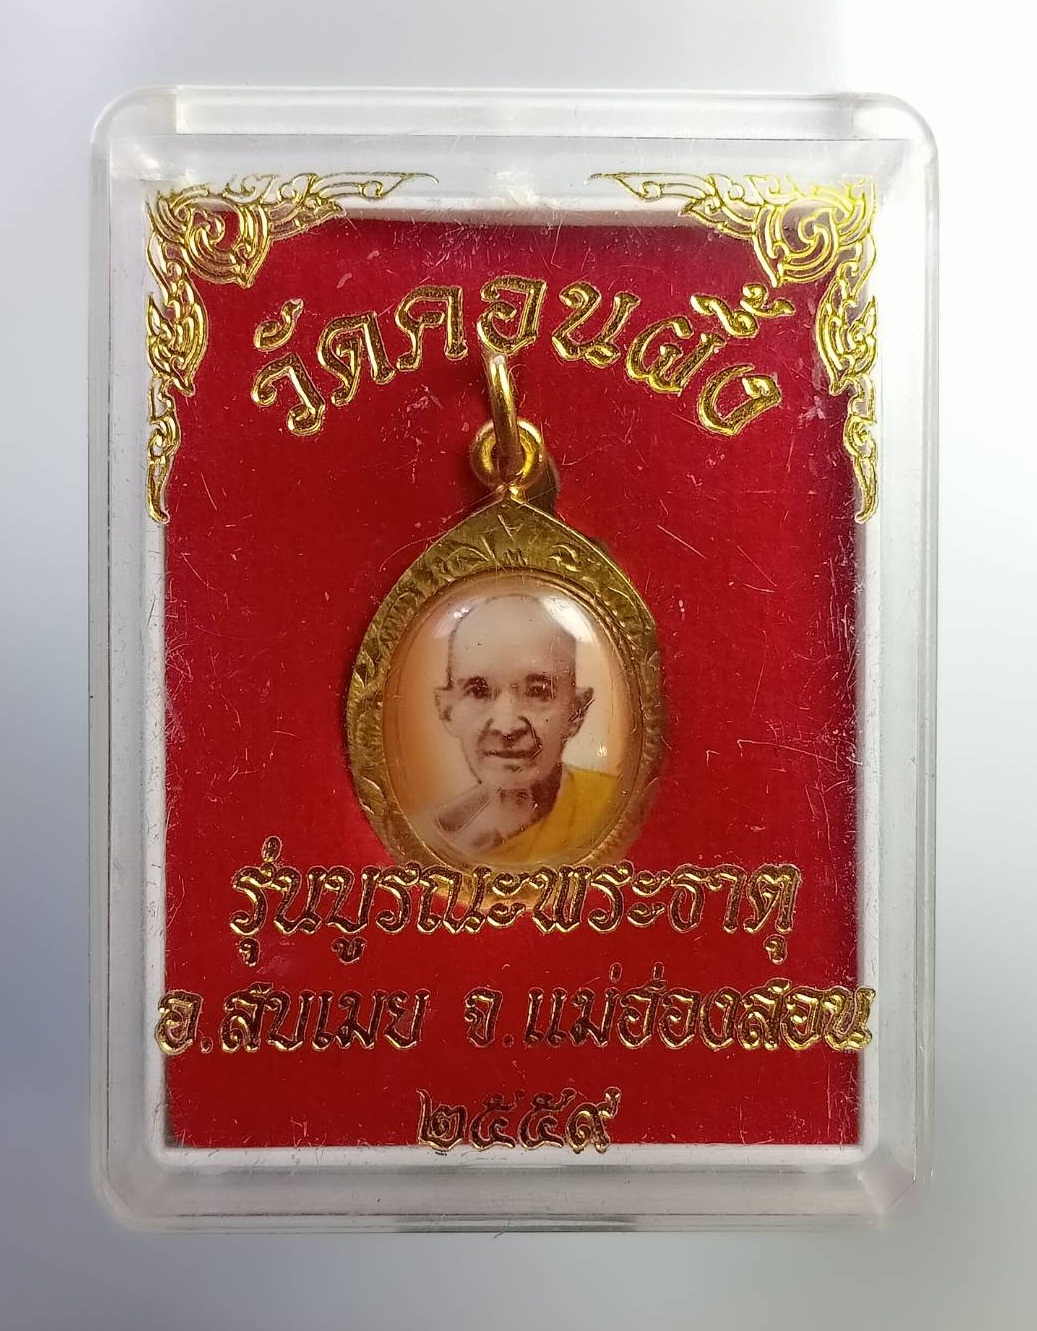 วัดคอนผึ้ง
รุ่นบูรณะพระธาตุ
อ.สบเมย จ.แม่ฮ่องสอน
๒๕๕๙